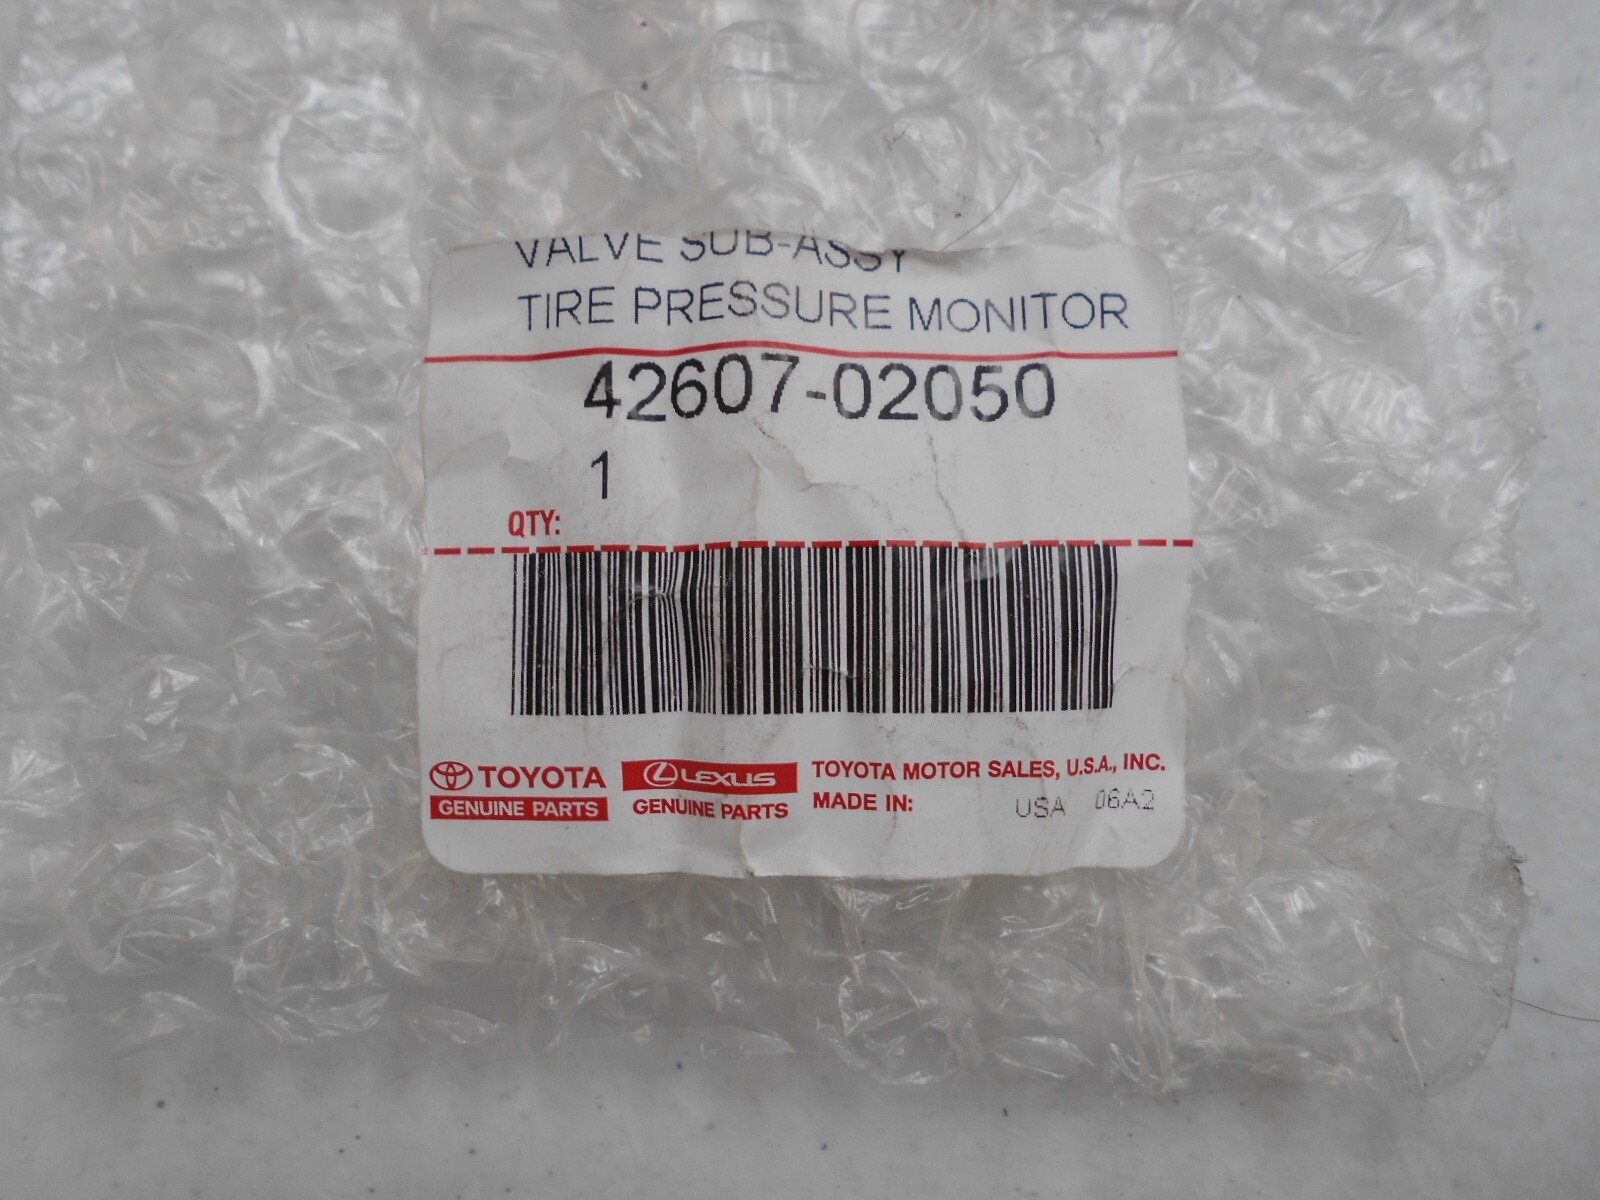 VALVE SUB-ASSY
TIRE PRESSURE MONITOR
42607-02050
1
QTY:
TOYOTA
GENUINE PARTS
LEXUS
GENUINE PARTS
TOYOTA MOTOR SALES, U.S.A., INC.
MADE IN: USA 06A2